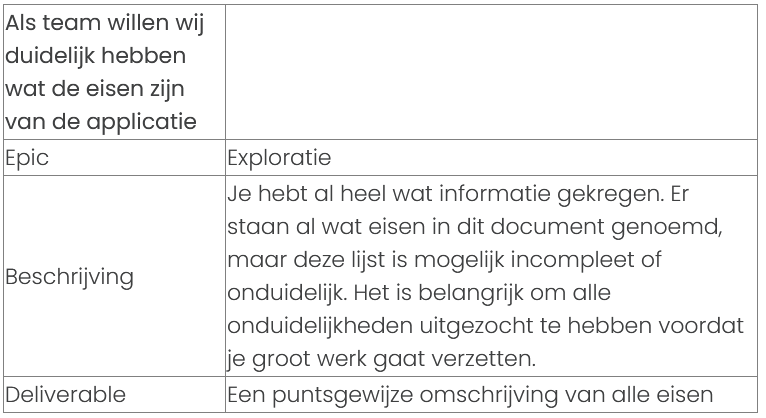 Als team willen wij
duidelijk hebben
wat de eisen zijn
van de applicatie
Epic
Exploratie
Beschrijving
Je hebt al heel wat informatie gekregen. Er
staan al wat eisen in dit document genoemd,
maar deze lijst is mogelijk incompleet of
onduidelijk. Het is belangrijk om alle
onduidelijkheden uitgezocht te hebben voordat
je groot werk gaat verzetten.
Deliverable
Een puntsgewijze omschrijving van alle eisen